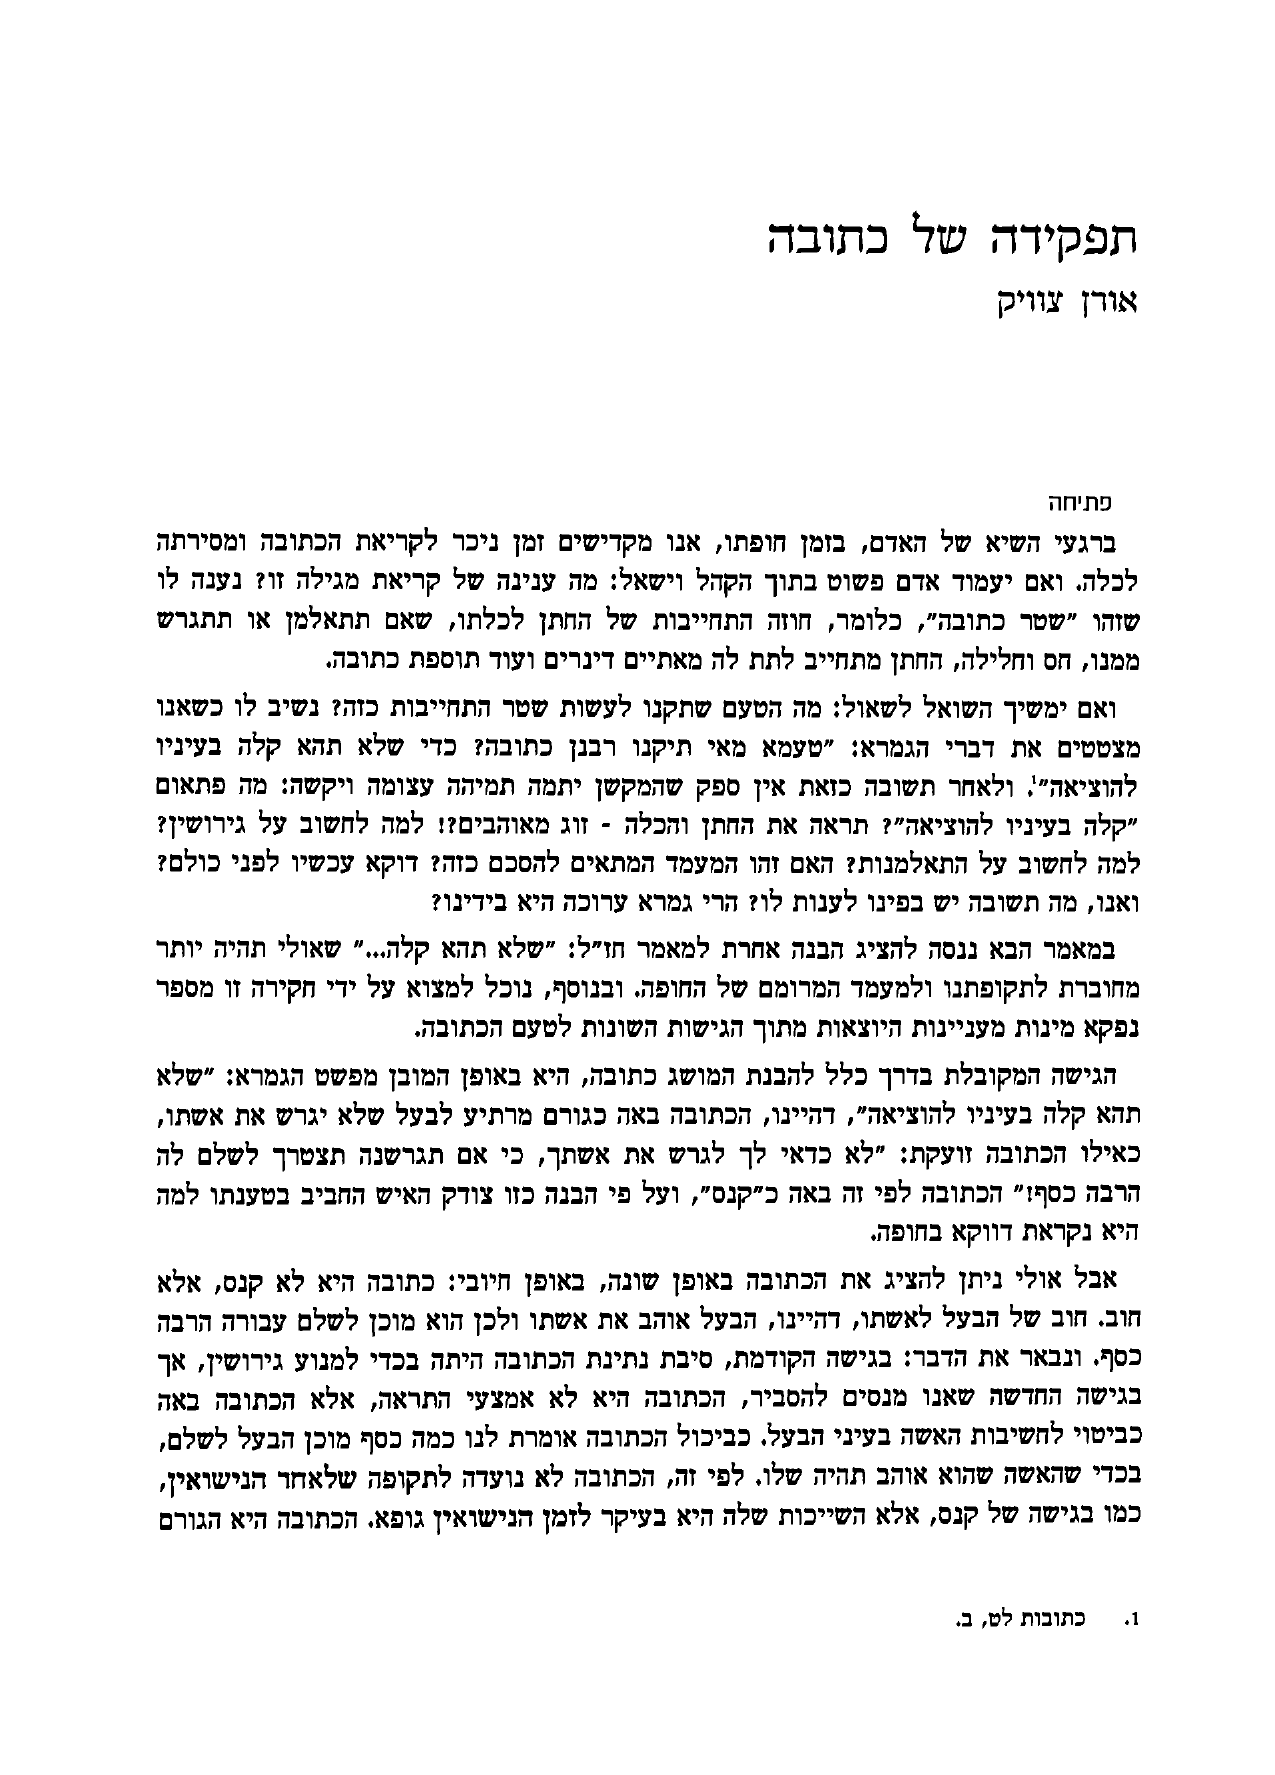 תפקידה של כתובה
אורן צוויק
פתיחה
ברגעי השיא של האדם, בזמן חופתו, אנו מקדישים זמן ניכר לקריאת הכתובה ומסירתה
לכלה. ואם יעמוד אדם פשוט בתוך הקהל וישאל: מה ענינה של קריאת מגילה זו? נענה לו
שזהו "שטר כתובה", כלומר, חוזה התחייבות של החתן לכלתו, שאם תתאלמן או תתגרש
ממנו, חס וחלילה, החתן מתחייב לתת לה מאתיים דינרים ועוד תוספת כתובה.
ואם ימשיך השואל לשאול: מה הטעם שתקנו לעשות שטר התחייבות כזה? נשיב לו כשאנו
מצטטים את דברי הגמרא: "טעמא מאי תיקנו רבנן כתובה? כדי שלא תהא קלה בעיניו
להוציאה"¹. ולאחר תשובה כזאת אין ספק שהמקשן יתמה תמיהה עצומה ויקשה: מה פתאום
"קלה בעיניו להוציאה"? תראה את החתן והכלה - זוג מאוהבים?! למה לחשוב על גירושין?
למה לחשוב על התאלמנות? האם זהו המעמד המתאים להסכם כזה? דוקא עכשיו לפני כולם?
ואנו, מה תשובה יש בפינו לענות לו? הרי גמרא ערוכה היא בידינו?
במאמר הבא ננסה להציג הבנה אחרת למאמר חז"ל: "שלא תהא קלה..." שאולי תהיה יותר
מחוברת לתקופתנו ולמעמד המרומם של החופה. ובנוסף, נוכל למצוא על ידי חקירה זו מספר
נפקא מינות מעניינות היוצאות מתוך הגישות השונות לטעם הכתובה.
הגישה המקובלת בדרך כלל להבנת המושג כתובה, היא באופן המובן מפשט הגמרא: "שלא
תהא קלה בעיניו להוציאה", דהיינו, הכתובה באה כגורם מרתיע לבעל שלא יגרש את אשתו,
כאילו הכתובה זועקת: "לא כדאי לך לגרש את אשתך, כי אם תגרשנה תצטרך לשלם לה
הרבה כסף!" הכתובה לפי זה באה כ"קנס", ועל פי הבנה כזו צודק האיש החביב בטענתו למה
היא נקראת דווקא בחופה.
אבל אולי ניתן להציג את הכתובה באופן שונה, באופן חיובי: כתובה היא לא קנס, אלא
חוב. חוב של הבעל לאשתו, דהיינו, הבעל אוהב את אשתו ולכן הוא מוכן לשלם עבורה הרבה
כסף. ונבאר את הדבר: בגישה הקודמת, סיבת נתינת הכתובה היתה בכדי למנוע גירושין, אך
בגישה החדשה שאנו מנסים להסביר, הכתובה היא לא אמצעי התראה, אלא הכתובה באה
כביטוי לחשיבות האשה בעיני הבעל. כביכול הכתובה אומרת לנו כמה כסף מוכן הבעל לשלם,
בכדי שהאשה שהוא אוהב תהיה שלו. לפי זה, הכתובה לא נועדה לתקופה שלאחד הנישואין,
כמו בגישה של קנס, אלא השייכות שלה היא בעיקר לזמן הנישואין גופא. הכתובה היא הגורם
1. כתובות לט, ב.